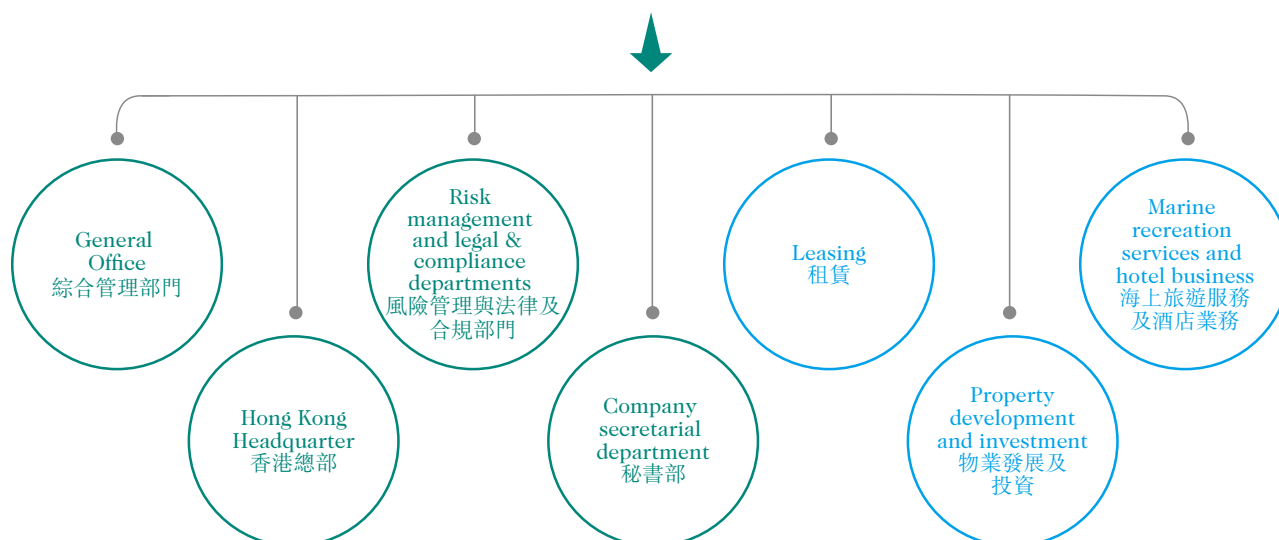 General
Office
綜合管理部門
Hong Kong
Headquarter
香港總部
Risk
management
and legal &
compliance
departments
風險管理與法律及
合規部門
Company
secretarial
department
秘書部
Leasing
租賃
Property
development
and investment
物業發展及
投資
Marine
recreation
services and
hotel business
海上旅遊服務
及酒店業務